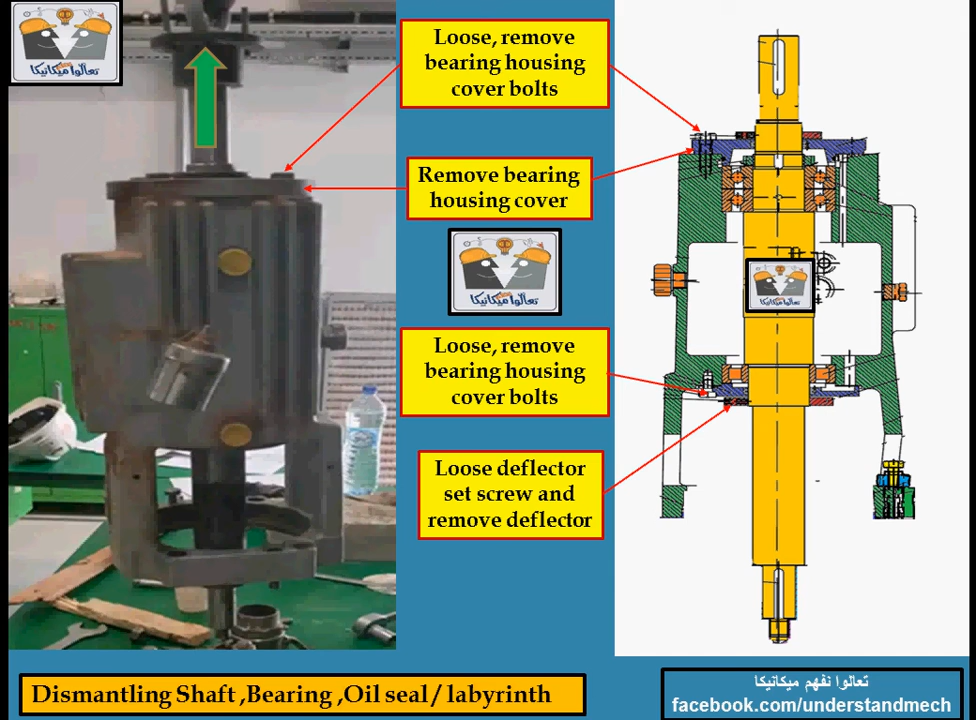 تعالوا ميكانيكا
Loose, remove
bearing housing
cover bolts
Remove bearing
housing cover
تعالوا ميكانيكا
تعالوا ميكانيكا
Loose, remove
bearing housing
cover bolts
Loose deflector
set screw and
remove deflector
Dismantling Shaft ,Bearing ,Oil seal / labyrinth
تعالوا نفهم ميكانيكا
facebook.com/understandmech